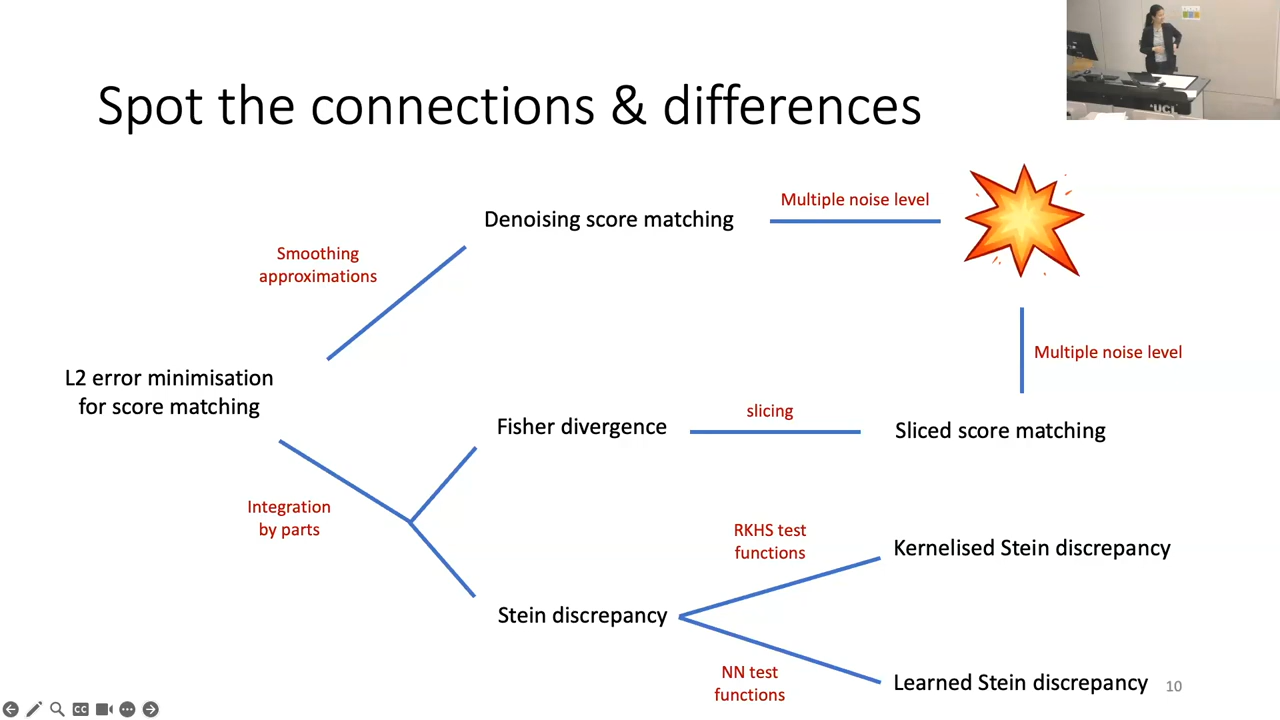 Spot the connections & differences
UCL
Denoising score matching
Multiple noise level
Smoothing
approximations
Multiple noise level
L2 error minimisation
for score matching
Fisher divergence
slicing
Sliced score matching
Integration
by parts
RKHS test
functions
Kernelised Stein discrepancy
Stein discrepancy
NN test
functions
Learned Stein discrepancy
10
CC